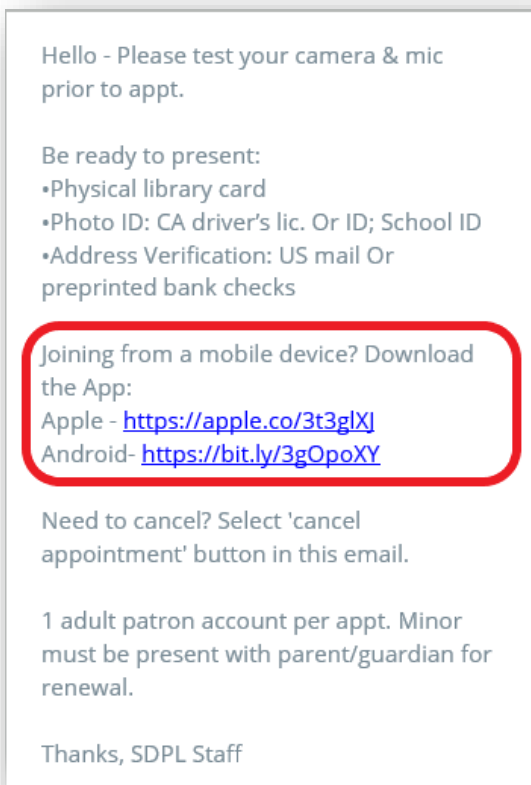 Hello - Please test your camera & mic
prior to appt.
Be ready to present:
•Physical library card
•Photo ID: CA driver’s lic. Or ID; School ID
•Address Verification: US mail Or
preprinted bank checks
Joining from a mobile device? Download
the App:
Apple - https://apple.co/3t3glXJ
Android- https://bit.ly/3gOpoXY
Need to cancel? Select 'cancel
appointment' button in this email.
1 adult patron account per appt. Minor
must be present with parent/guardian for
renewal.
Thanks, SDPL Staff